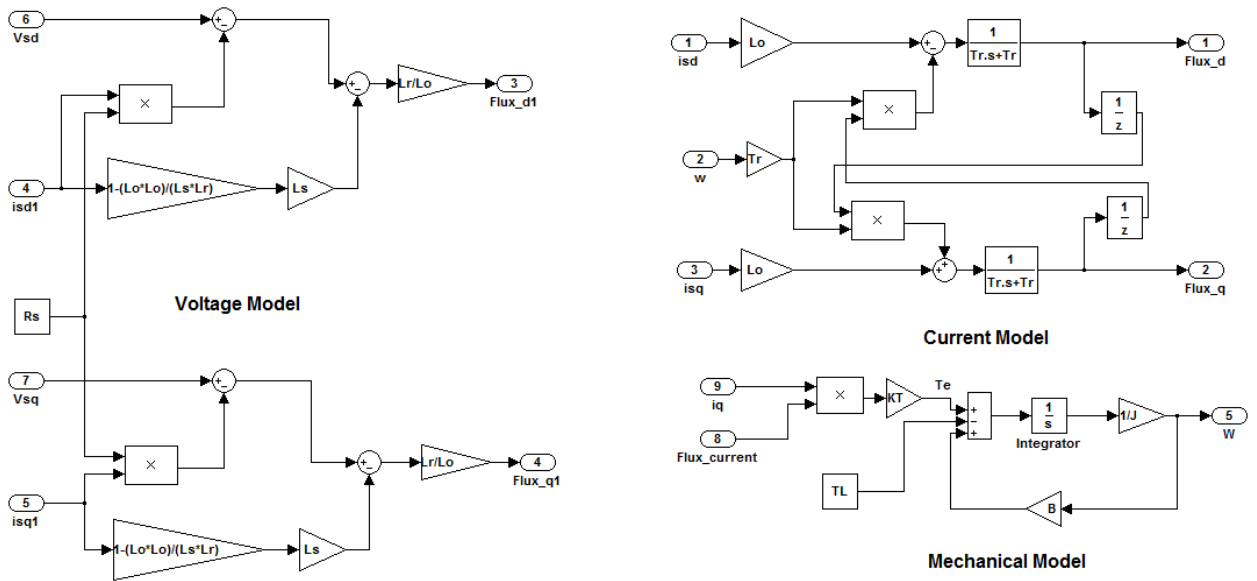 6
Vsd
+
−
+
−
Lr/Lo
3
Flux_d1
×
4
isd1
1-(Lo*Lo)/(Ls*Lr)
Ls
Voltage Model
Rs
7
Vsq
+
−
+
−
Lr/Lo
4
Flux_q1
×
5
isq1
1-(Lo*Lo)/(Ls*Lr)
Ls
1
isd
Lo
+
−
1
Tr.s+Tr
1
Flux_d
×
1
z
2
w
Tr
×
1
z
3
isq
Lo
+
+
1
Tr.s+Tr
2
Flux_q
Current Model
9
iq
×
KT
Te
8
Flux_current
+
−
+
1
s
Integrator
1/J
5
W
TL
B
Mechanical Model